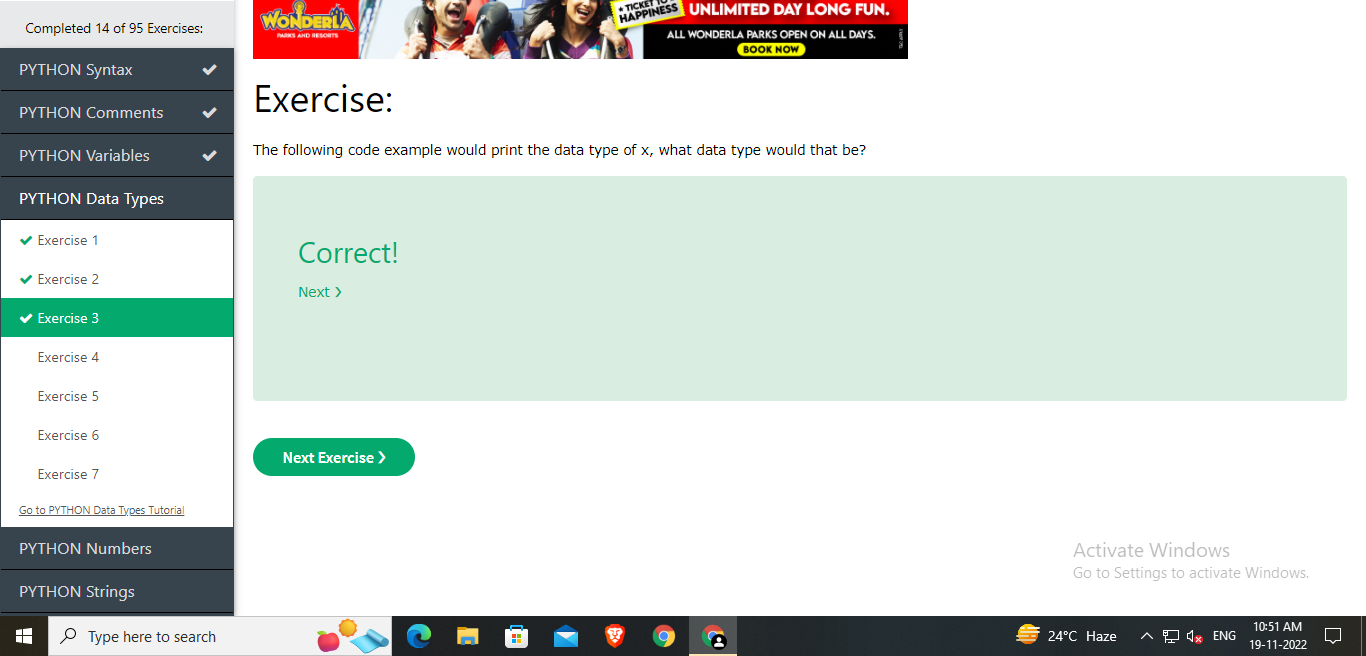 Completed 14 of 95 Exercises:
PYTHON Syntax
PYTHON Comments
PYTHON Variables
PYTHON Data Types
Exercise 1
Exercise 2
Exercise 3
Exercise 4
Exercise 5
Exercise 6
Exercise 7
Go to PYTHON Data Types Tutorial
PYTHON Numbers
PYTHON Strings
WONDERLA
PARKS AND RESORTS
HAPPINESS
UNLIMITED DAY LONG FUN.
ALL WONDERLA PARKS OPEN ON ALL DAYS.
BOOK NOW
Exercise:
The following code example would print the data type of x, what data type would that be?
Correct!
Next ❯
Next Exercise ❯
Activate Windows
Go to Settings to activate Windows.
Type here to search
24°C Haze
ENG
10:51 AM
19-11-2022